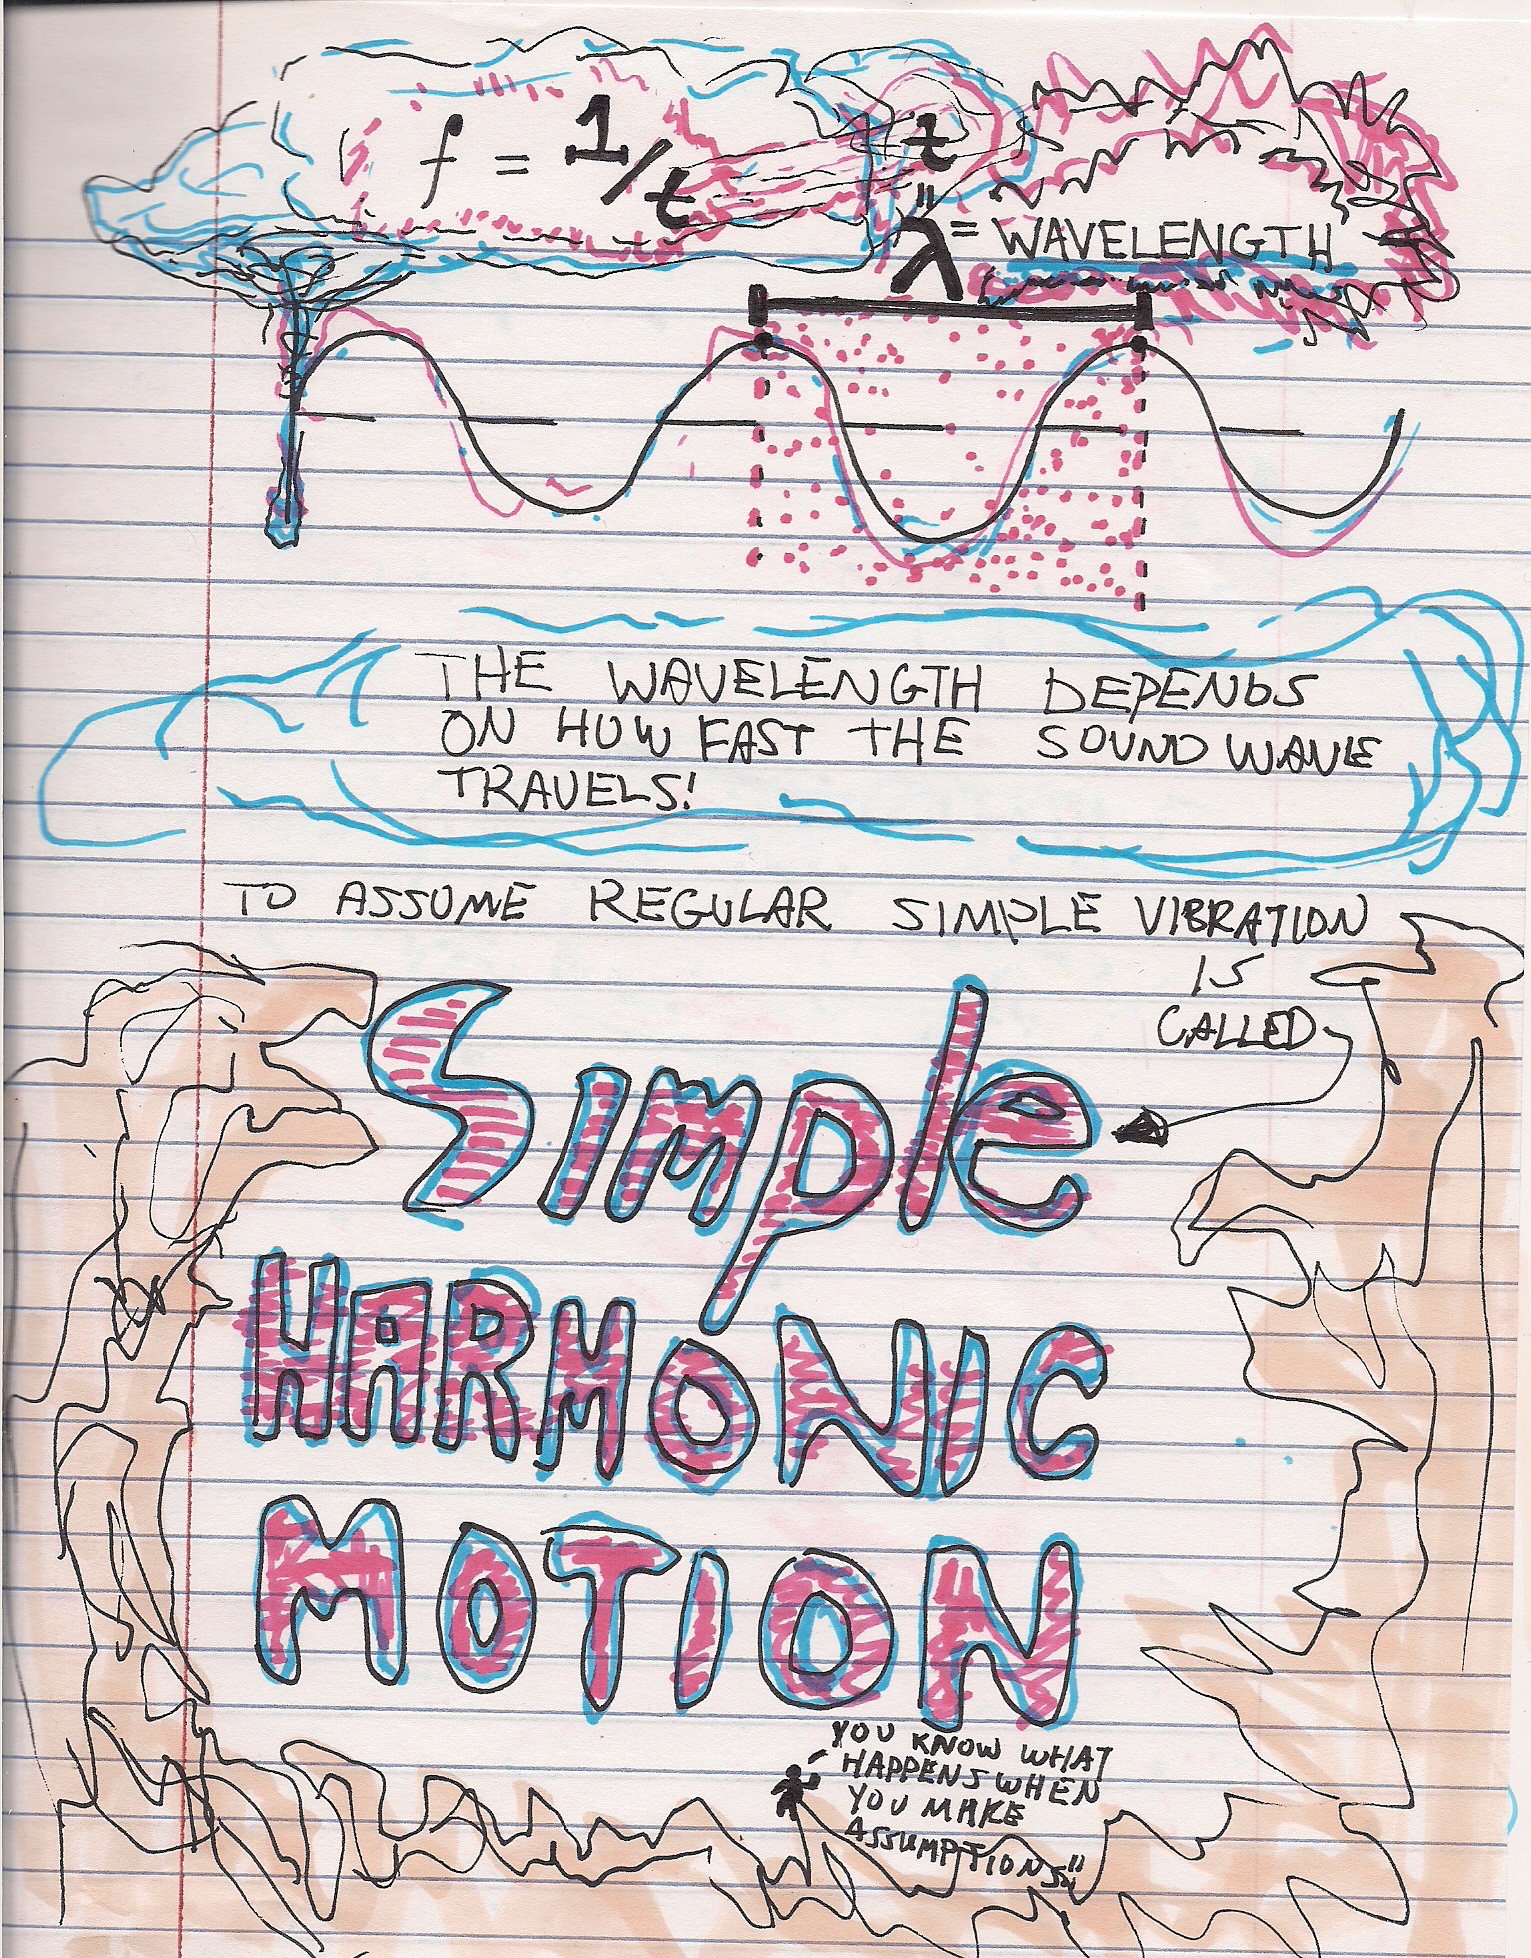 f = 1/t
t
"
λ = WAVELENGTH
THE WAVELENGTH DEPENDS
ON HOW FAST THE SOUND WAVE
TRAVELS!
TO ASSUME REGULAR SIMPLE VIBRATION
IS
CALLED
Simple
HARMONIC
MOTION
YOU KNOW WHAT
HAPPENS WHEN
YOU MAKE
ASSUMPTIONS"